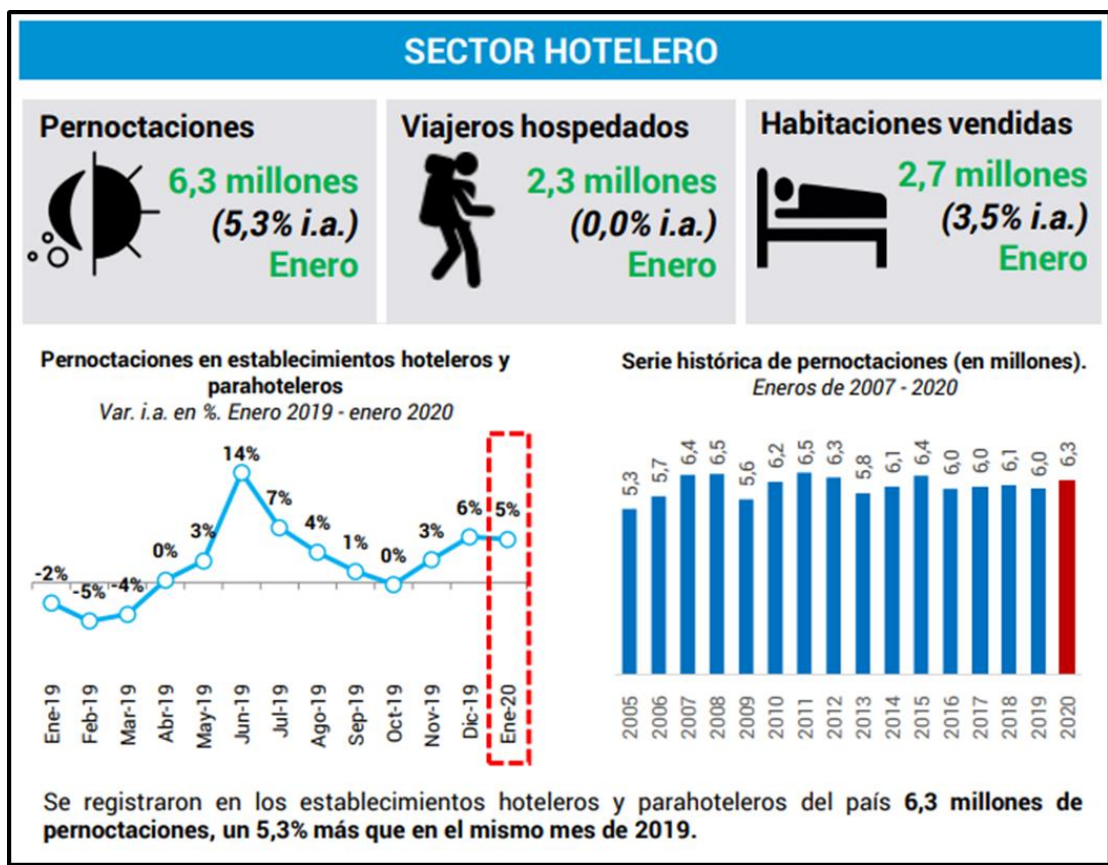 SECTOR HOTELERO
Pernoctaciones
6,3 millones
(5,3% i.a.)
Enero
Viajeros hospedados
2,3 millones
(0,0% i.a.)
Enero
Habitaciones vendidas
2,7 millones
(3,5% i.a.)
Enero
Pernoctaciones en establecimientos hoteleros y
parahoteleros
Var. i.a. en %. Enero 2019 - enero 2020
-2%
-5%
-4%
0%
3%
14%
7%
4%
1%
0%
3%
6%
5%
Ene-19
Feb-19
Mar-19
Abr-19
May-19
Jun-19
Jul-19
Ago-19
Sep-19
Oct-19
Nov-19
Dic-19
Ene-20
Serie histórica de pernoctaciones (en millones).
Eneros de 2007 - 2020
5,3
5,7
6,4
6,5
5,6
6,2
6,5
6,3
5,8
6,1
6,4
6,0
6,0
6,1
6,0
6,3
2005
2006
2007
2008
2009
2010
2011
2012
2013
2014
2015
2016
2017
2018
2019
2020
Se registraron en los establecimientos hoteleros y parahoteleros del país 6,3 millones de
pernoctaciones, un 5,3% más que en el mismo mes de 2019.